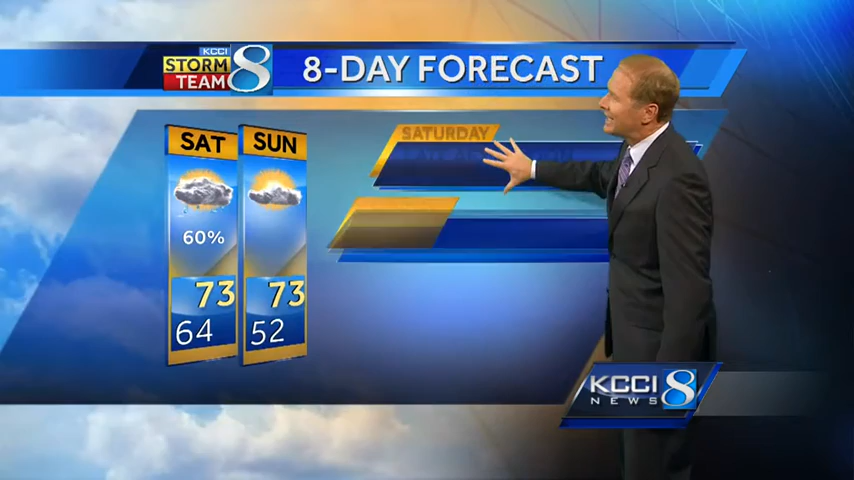 KCCI
STORM
TEAM
8
8-DAY FORECAST
SAT
SUN
SATURDAY
60%
73
73
64
52
KCCI 8
NEWS